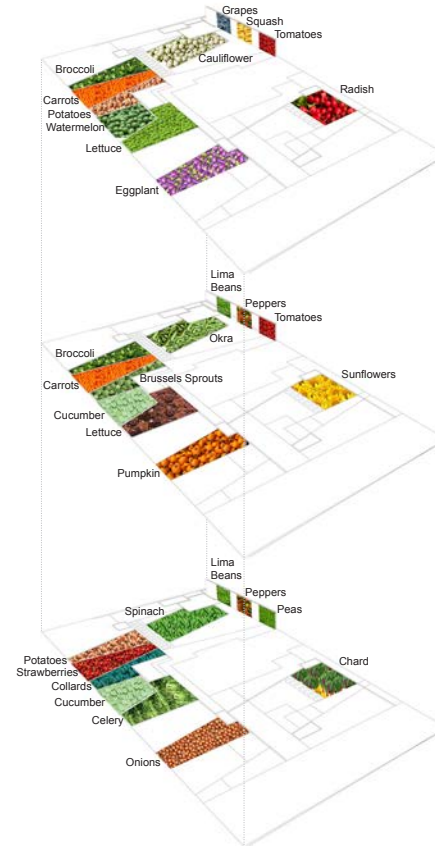 Grapes
Squash
Tomatoes
Cauliflower
Broccoli
Carrots
Potatoes
Watermelon
Lettuce
Eggplant
Radish
Lima
Beans
Peppers
Tomatoes
Okra
Broccoli
Brussels Sprouts
Carrots
Cucumber
Lettuce
Pumpkin
Sunflowers
Lima
Beans
Peppers
Peas
Spinach
Potatoes
Strawberries
Collards
Cucumber
Celery
Onions
Chard